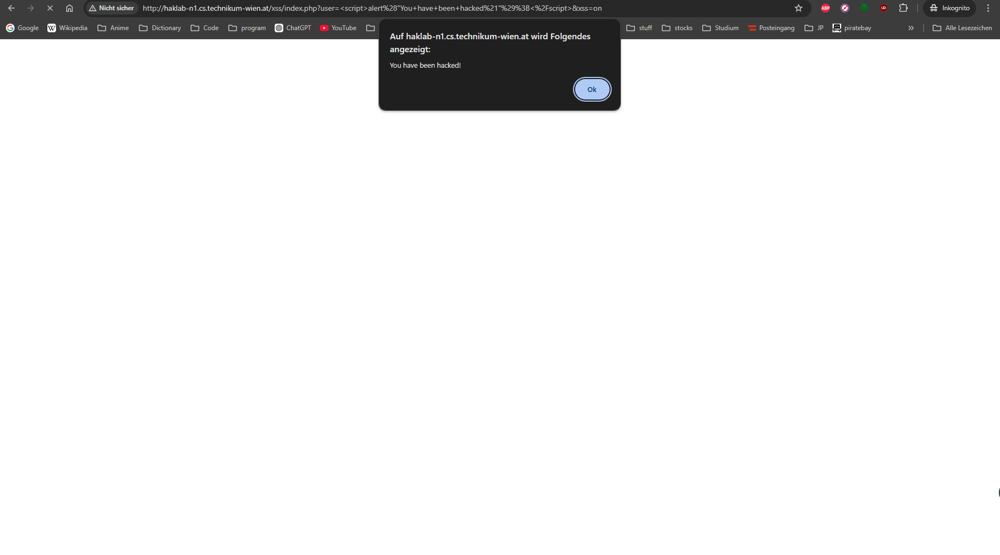 Nicht sicher http://haklab-n1.cs.technikum-wien.at/xss/index.php?user=<script>alert%28"You+have+been+hacked%21"%29%3B<%2Fscript>&xss=on ABP UO Inkognito
Google Wikipedia Anime Dictionary Code program ChatGPT YouTube stuff stocks Studium Posteingang JP piratebay » Alle Lesezeichen
Auf haklab-n1.cs.technikum-wien.at wird Folgendes
angezeigt:
You have been hacked!
Ok